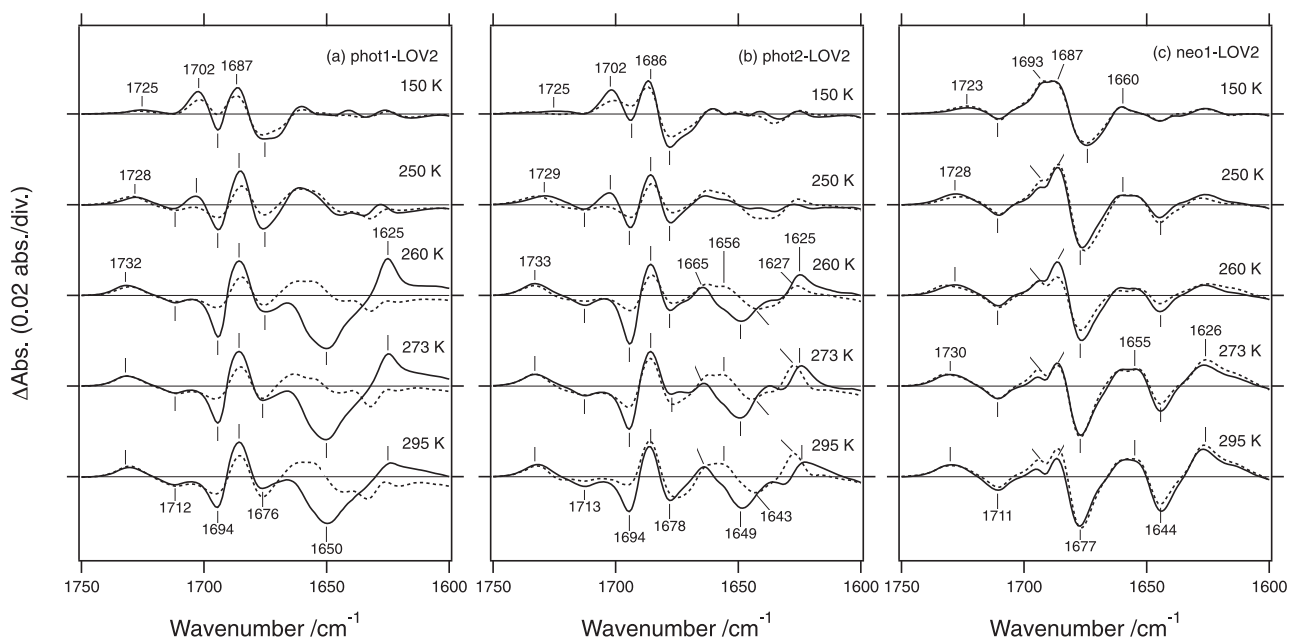 (a) phot1-LOV2
1725
1702
1687
150 K
1728
250 K
1732
1625
260 K
273 K
295 K
1712
1694
1676
1650
(b) phot2-LOV2
1725
1702
1686
150 K
1729
250 K
1733
1665
1656
1627
1625
260 K
273 K
295 K
1713
1694
1678
1649
1643
(c) neo1-LOV2
1723
1693
1687
1660
150 K
1728
250 K
260 K
1730
1655
1626
273 K
295 K
1711
1677
1644
ΔAbs. (0.02 abs./div.)
1750 1700 1650 1600
1750 1700 1650 1600
1750 1700 1650 1600
Wavenumber /cm-1
Wavenumber /cm-1
Wavenumber /cm-1